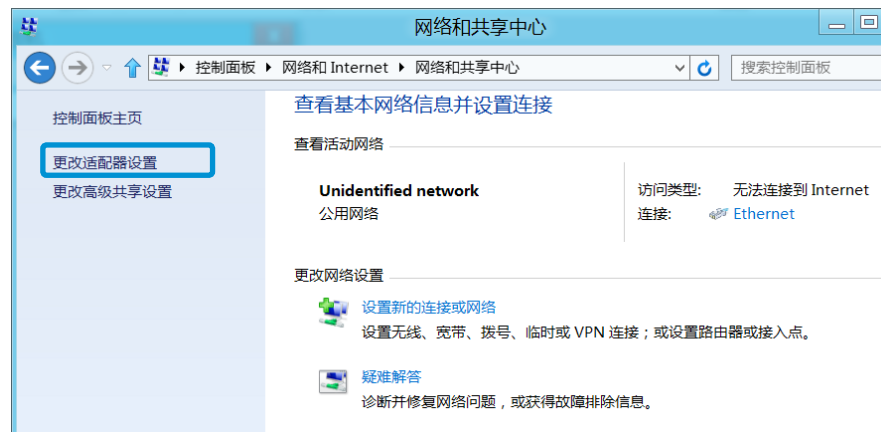 网络和共享中心
控制面板 网络和 Internet 网络和共享中心 搜索控制面板
控制面板主页
更改适配器设置
更改高级共享设置
查看基本网络信息并设置连接
查看活动网络
Unidentified network
公用网络
访问类型: 无法连接到 Internet
连接: Ethernet
更改网络设置
设置新的连接或网络
设置无线、宽带、拨号、临时或 VPN 连接；或设置路由器或接入点。
疑难解答
诊断并修复网络问题，或获得故障排除信息。